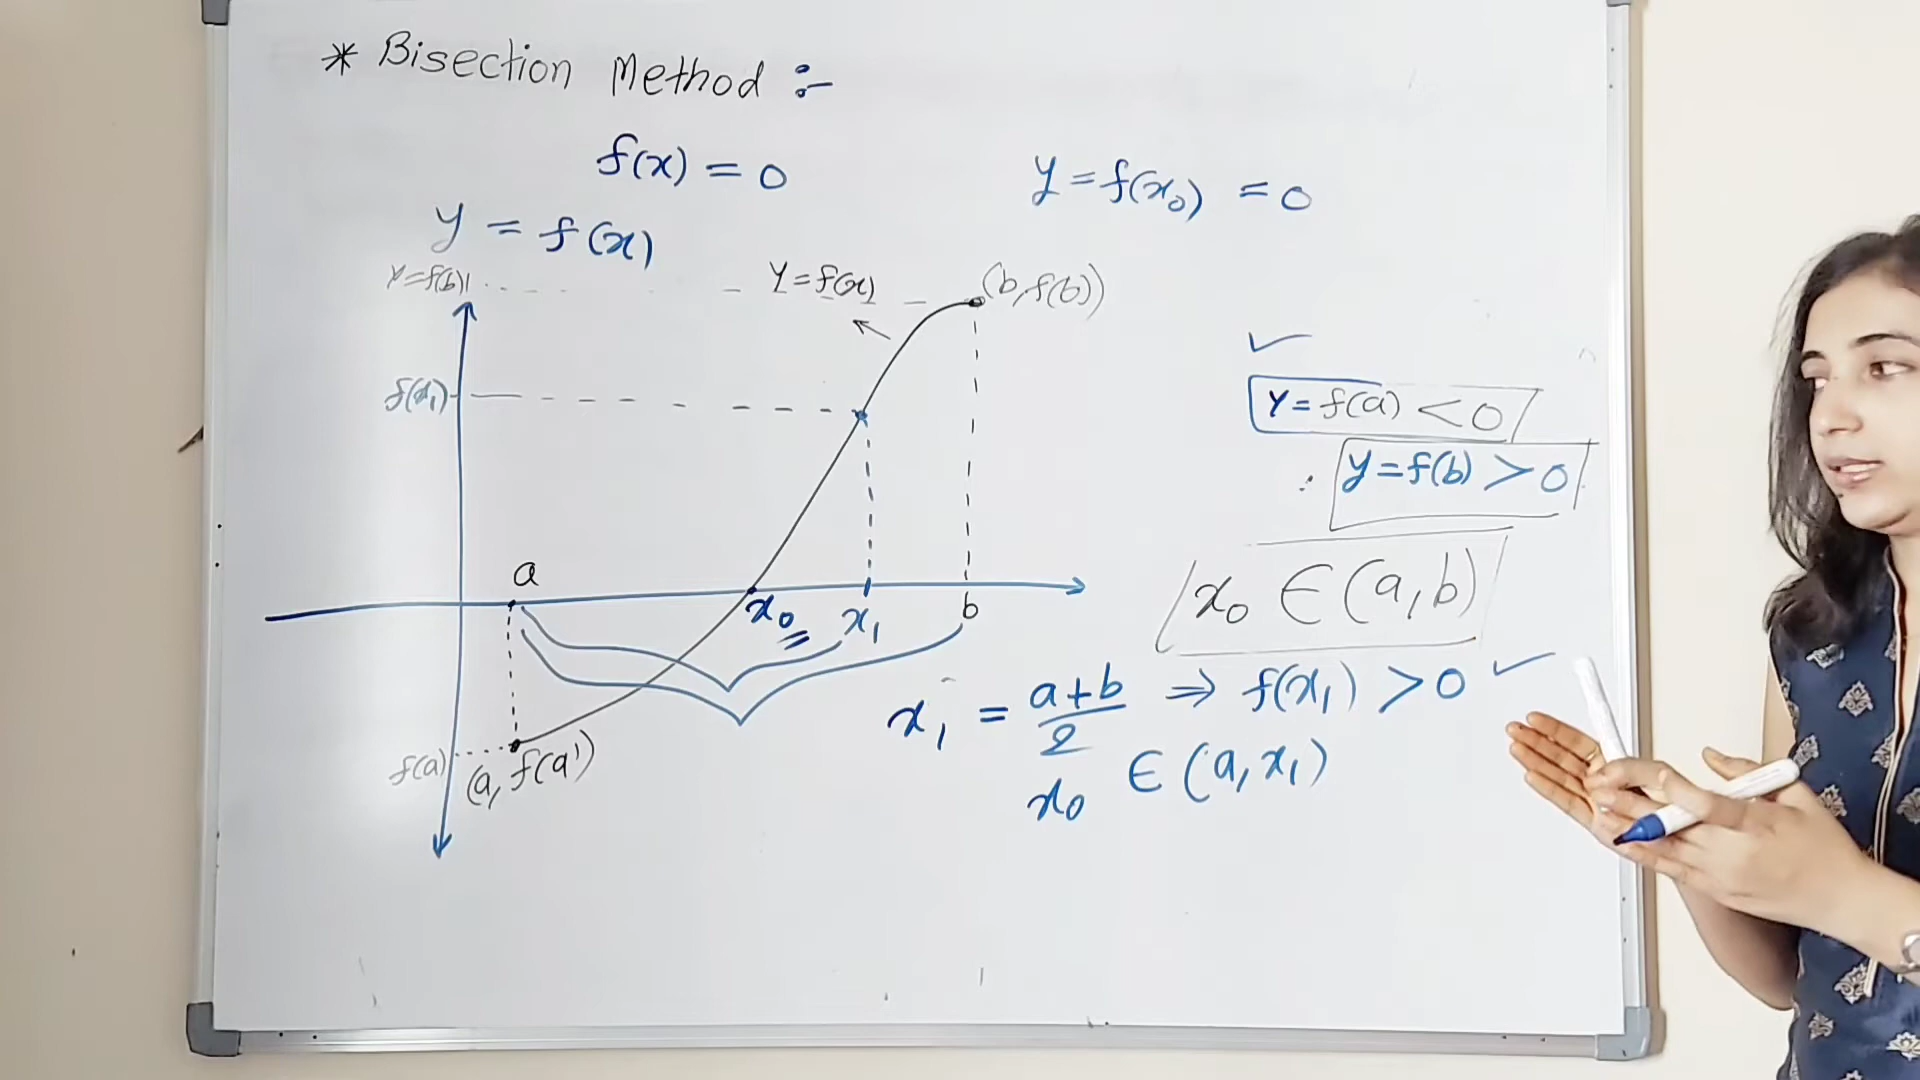 * Bisection Method :-
f(x) = 0
y = f(x₀) = 0
y = f(x)
y=f(b)
y=f(x)
(b, f(b))
f(x₁)
y = f(a) < 0
y = f(b) > 0
a
x₀ x₁ b
x₀ ∈ (a, b)
x₁ = a+b/2 ⇒ f(x₁) > 0 ✓
f(a) (a, f(a))
x₀ ∈ (a, x₁)